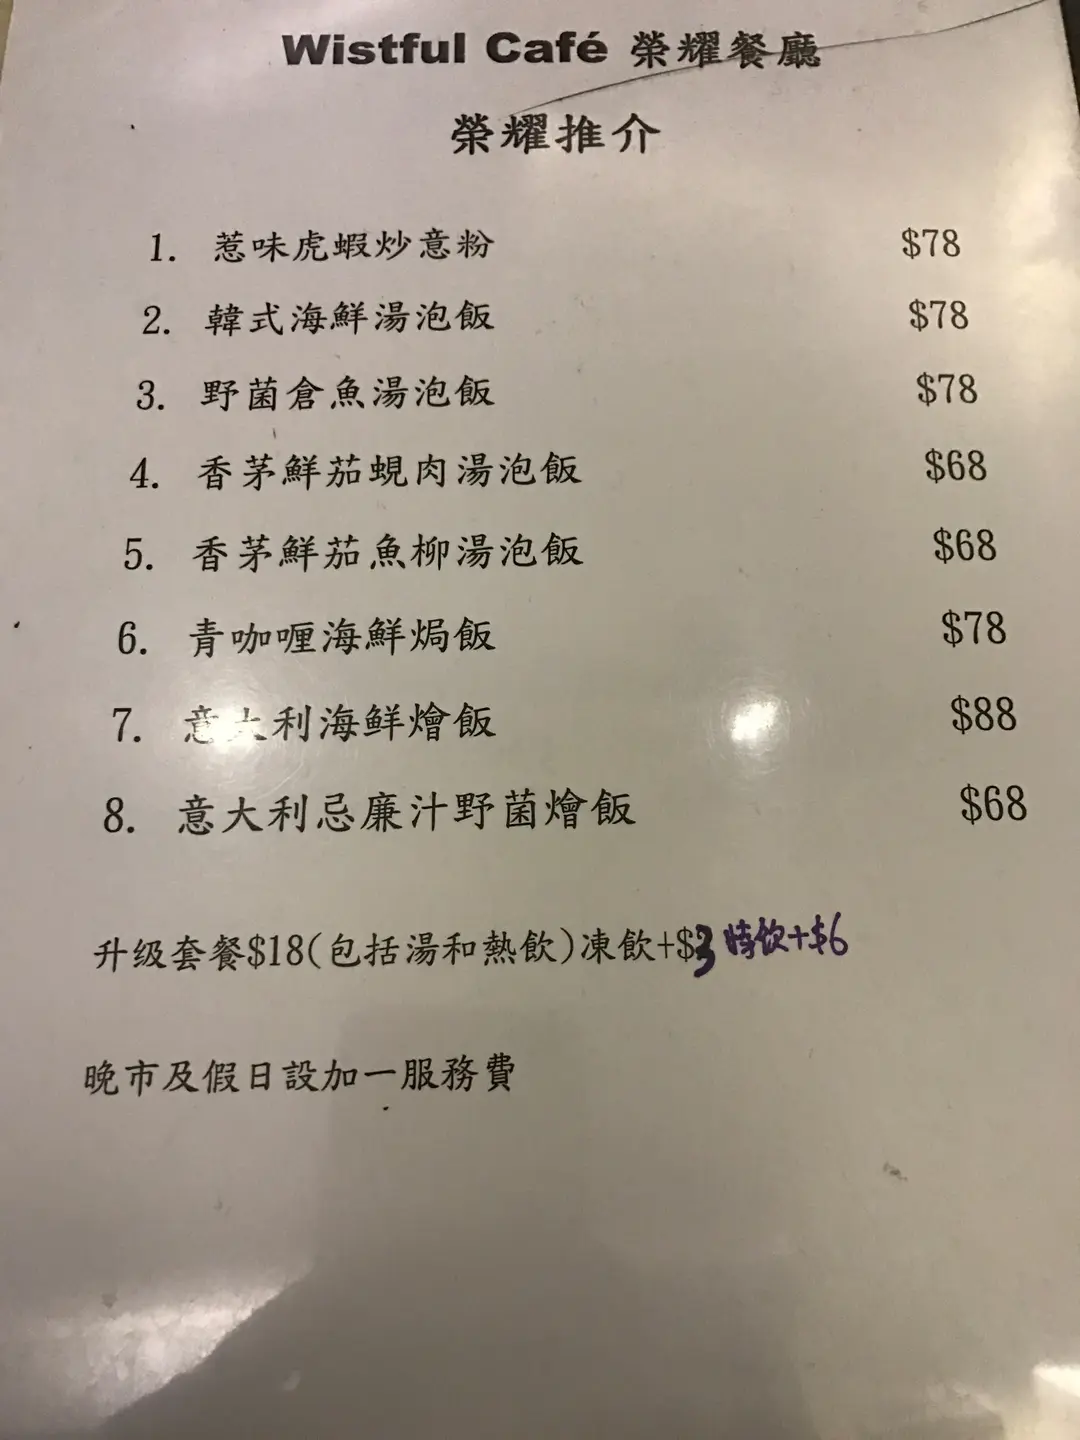 Wistful Café 榮耀餐廳
榮耀推介
1. 惹味虎蝦炒意粉 $78
2. 韓式海鮮湯泡飯 $78
3. 野菌倉魚湯泡飯 $78
4. 香茅鮮茄蜆肉湯泡飯 $68
5. 香茅鮮茄魚柳湯泡飯 $68
6. 青咖喱海鮮焗飯 $78
7. 意大利海鮮燴飯 $88
8. 意大利忌廉汁野菌燴飯 $68
升级套餐$18(包括湯和熱飲)凍飲+$3 特飲+$6
晚市及假日設加一服務費